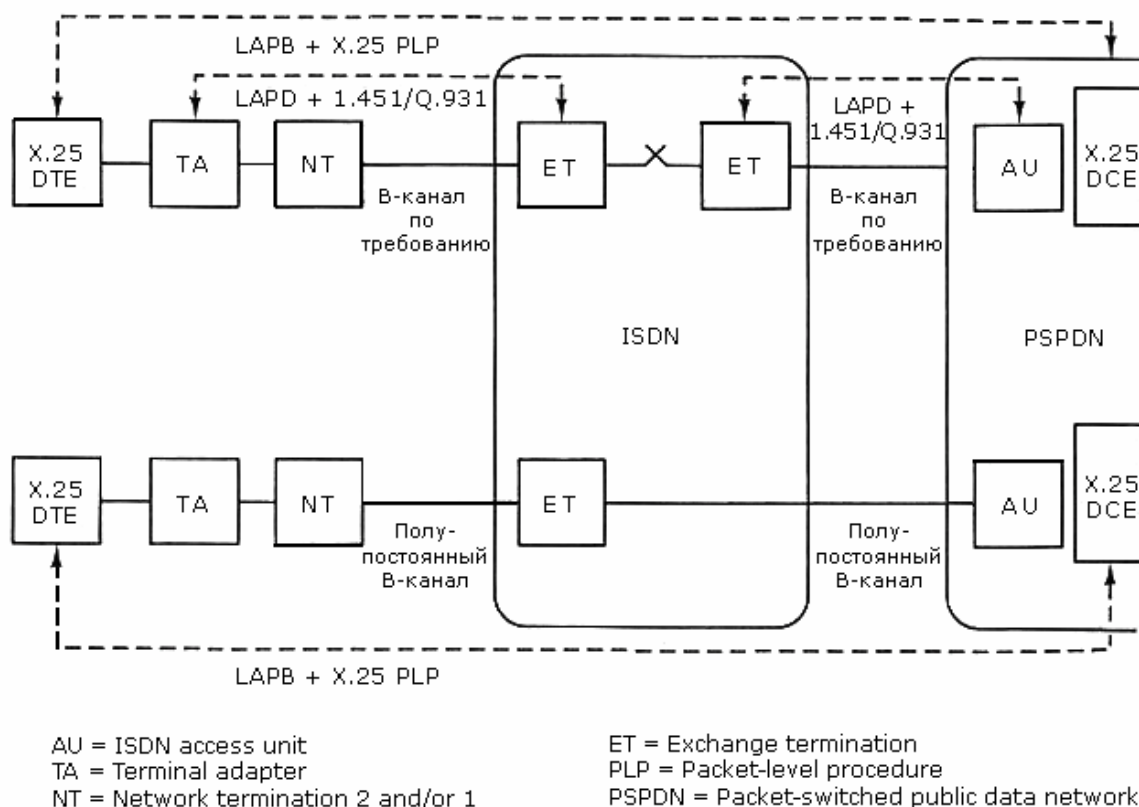 LAPB + X.25 PLP
LAPD + 1.451/Q.931
LAPD +
1.451/Q.931
X.25
DTE
TA
NT
ET
ET
AU
X.25
DCE
В-канал
по
требованию
В-канал
по
требованию
ISDN
PSPDN
X.25
DTE
TA
NT
ET
AU
X.25
DCE
Полу-
постоянный
В-канал
Полу-
постоянный
В-канал
LAPB + X.25 PLP
AU = ISDN access unit
TA = Terminal adapter
NT = Network termination 2 and/or 1
ET = Exchange termination
PLP = Packet-level procedure
PSPDN = Packet-switched public data network